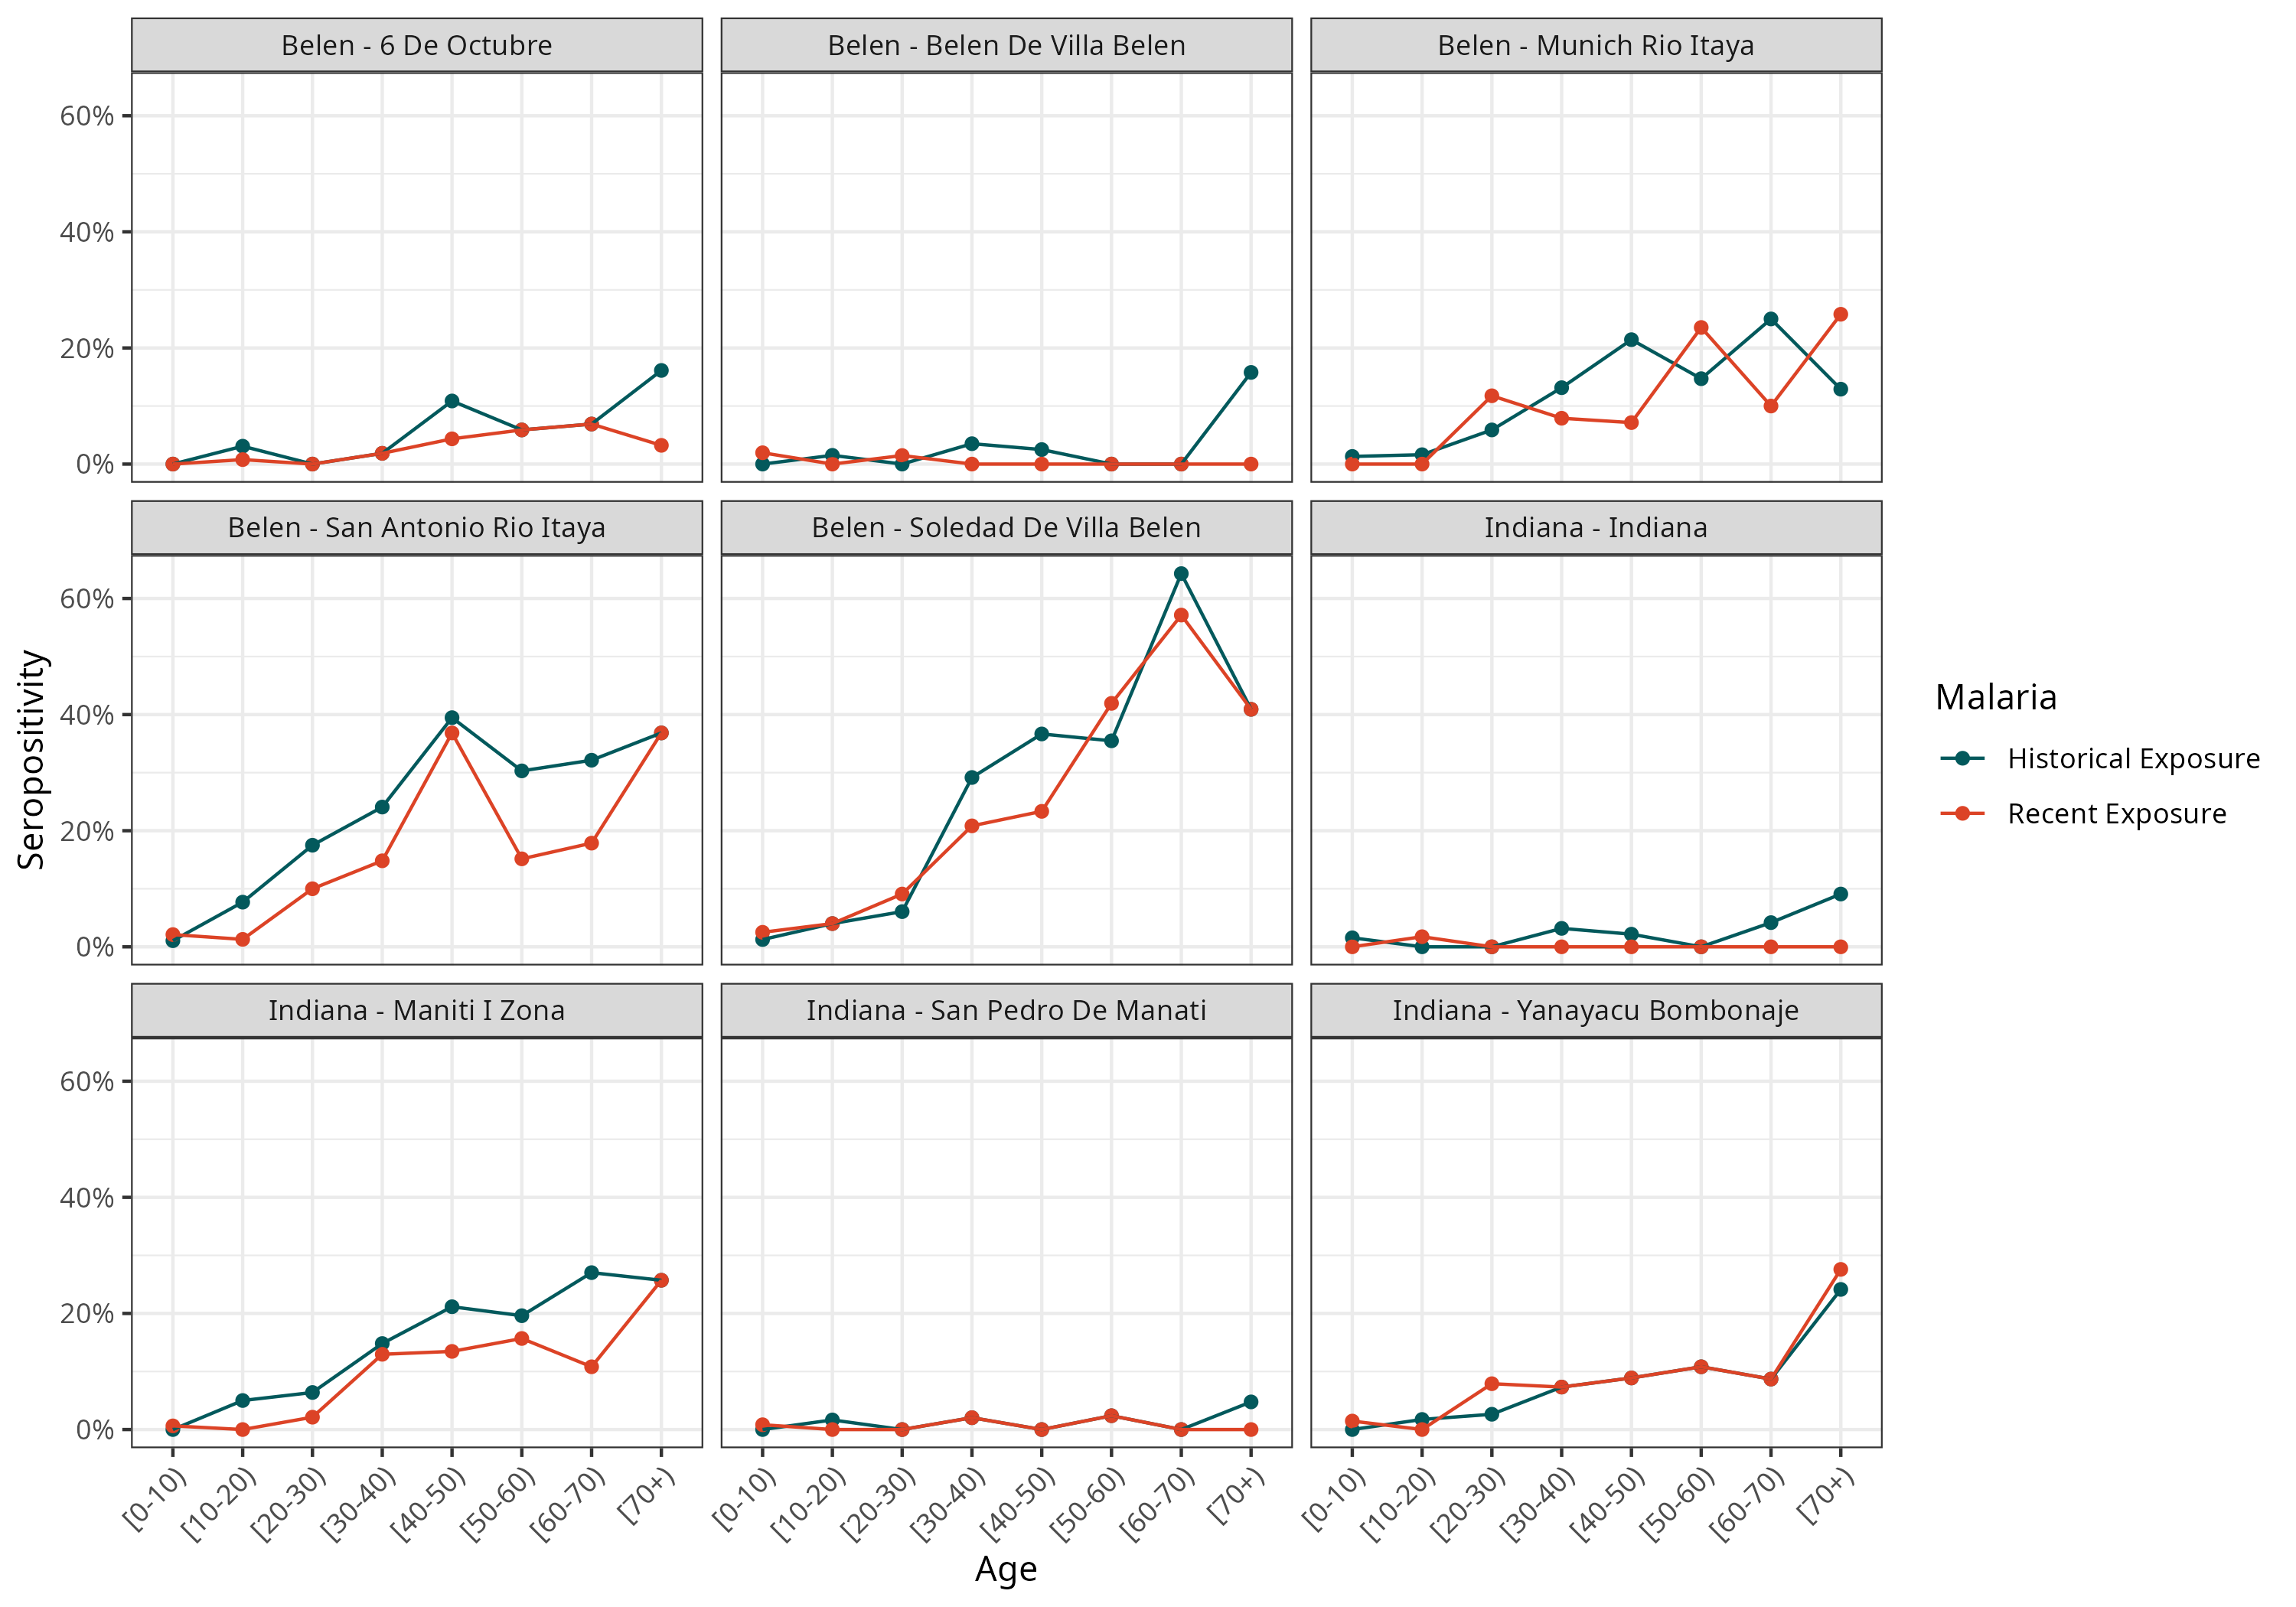 Belen - 6 De Octubre
Belen - Belen De Villa Belen
Belen - Munich Rio Itaya
60%
40%
20%
0%
Belen - San Antonio Rio Itaya
Belen - Soledad De Villa Belen
Indiana - Indiana
60%
40%
20%
0%
Indiana - Maniti I Zona
Indiana - San Pedro De Manati
Indiana - Yanayacu Bombonaje
60%
40%
20%
0%
[0-10) [10-20) [20-30) [30-40) [40-50) [50-60) [60-70) [70+)
[0-10) [10-20) [20-30) [30-40) [40-50) [50-60) [60-70) [70+)
[0-10) [10-20) [20-30) [30-40) [40-50) [50-60) [60-70) [70+)
Age
Seropositivity
Malaria
Historical Exposure
Recent Exposure